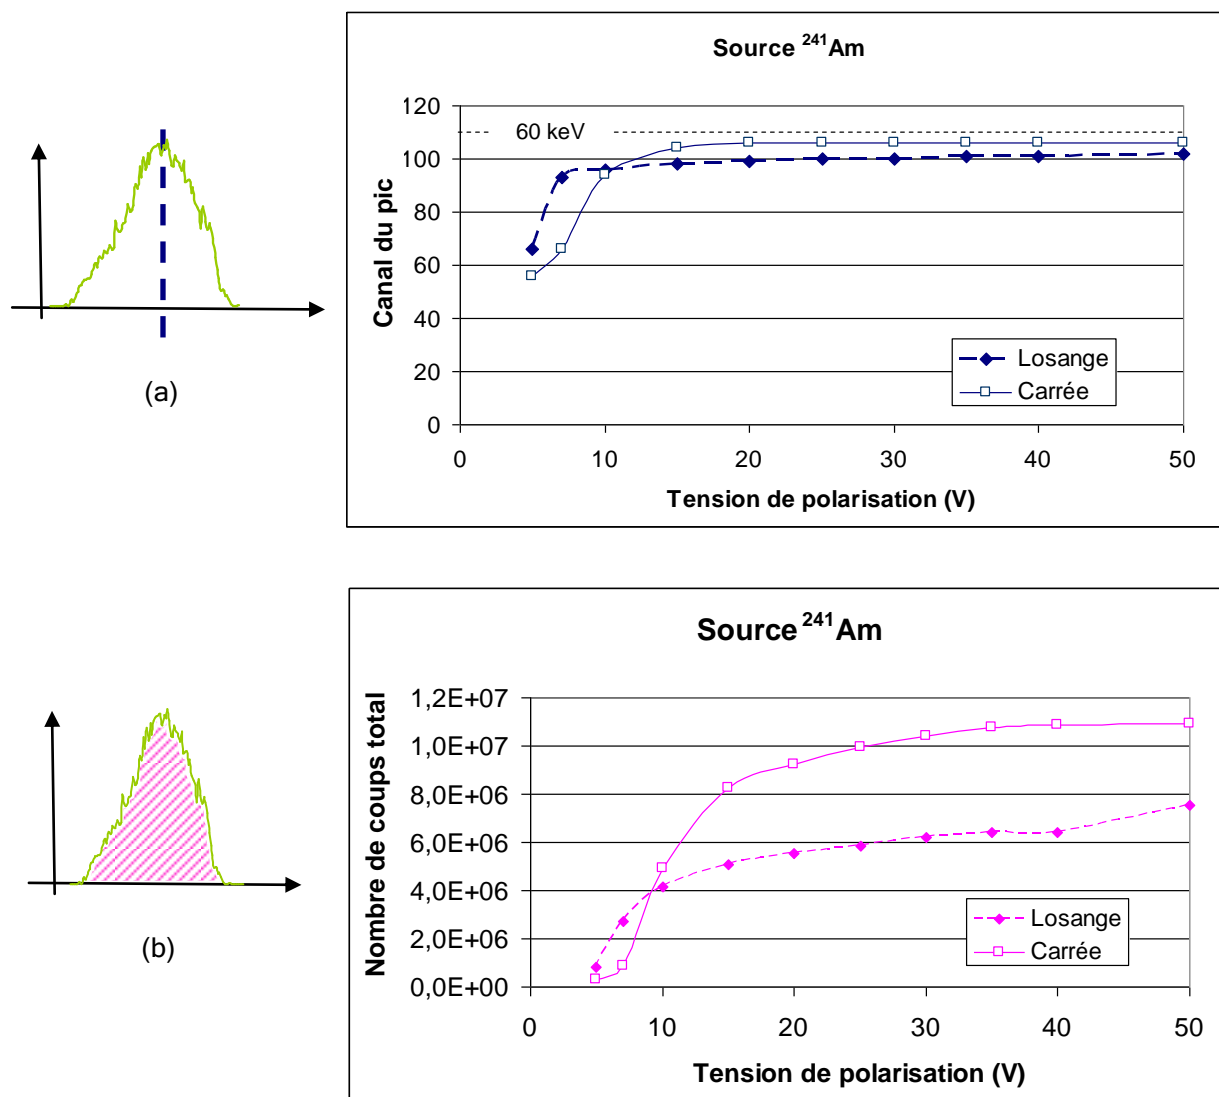 Source ²⁴¹Am
120
60 keV
100
80
60
40
20
0
Canal du pic
Losange
Carrée
0 10 20 30 40 50
Tension de polarisation (V)
(a)
Source ²⁴¹Am
1,2E+07
1,0E+07
8,0E+06
6,0E+06
4,0E+06
2,0E+06
0,0E+00
Nombre de coups total
Losange
Carrée
0 10 20 30 40 50
Tension de polarisation (V)
(b)